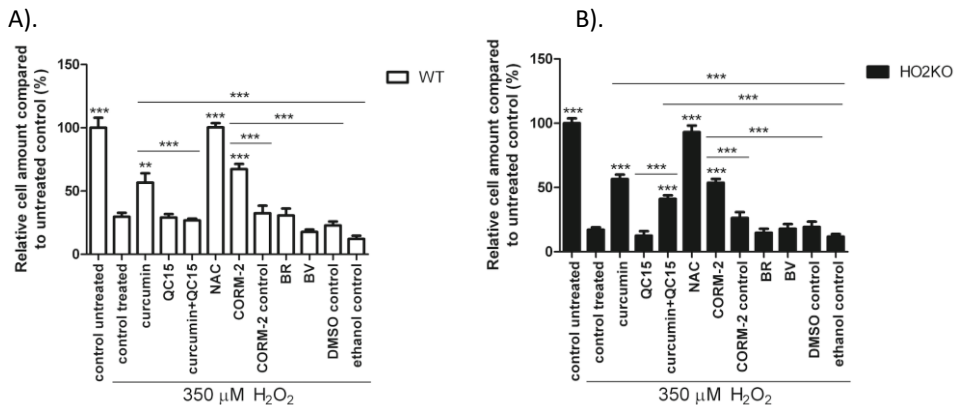 A).
Relative cell amount compared
to untreated control (%)
150
100
50
0
***
**
***
***
***
***
***
***
WT
control untreated
control treated
curcumin
QC15
curcumin+QC15
NAC
CORM-2
CORM-2 control
BR
BV
DMSO control
ethanol control
350 μM H₂O₂
B).
Relative cell amount compared
to untreated control (%)
150
100
50
0
***
***
***
***
***
***
***
***
***
***
HO2KO
control untreated
control treated
curcumin
QC15
curcumin+QC15
NAC
CORM-2
CORM-2 control
BR
BV
DMSO control
ethanol control
350 μM H₂O₂